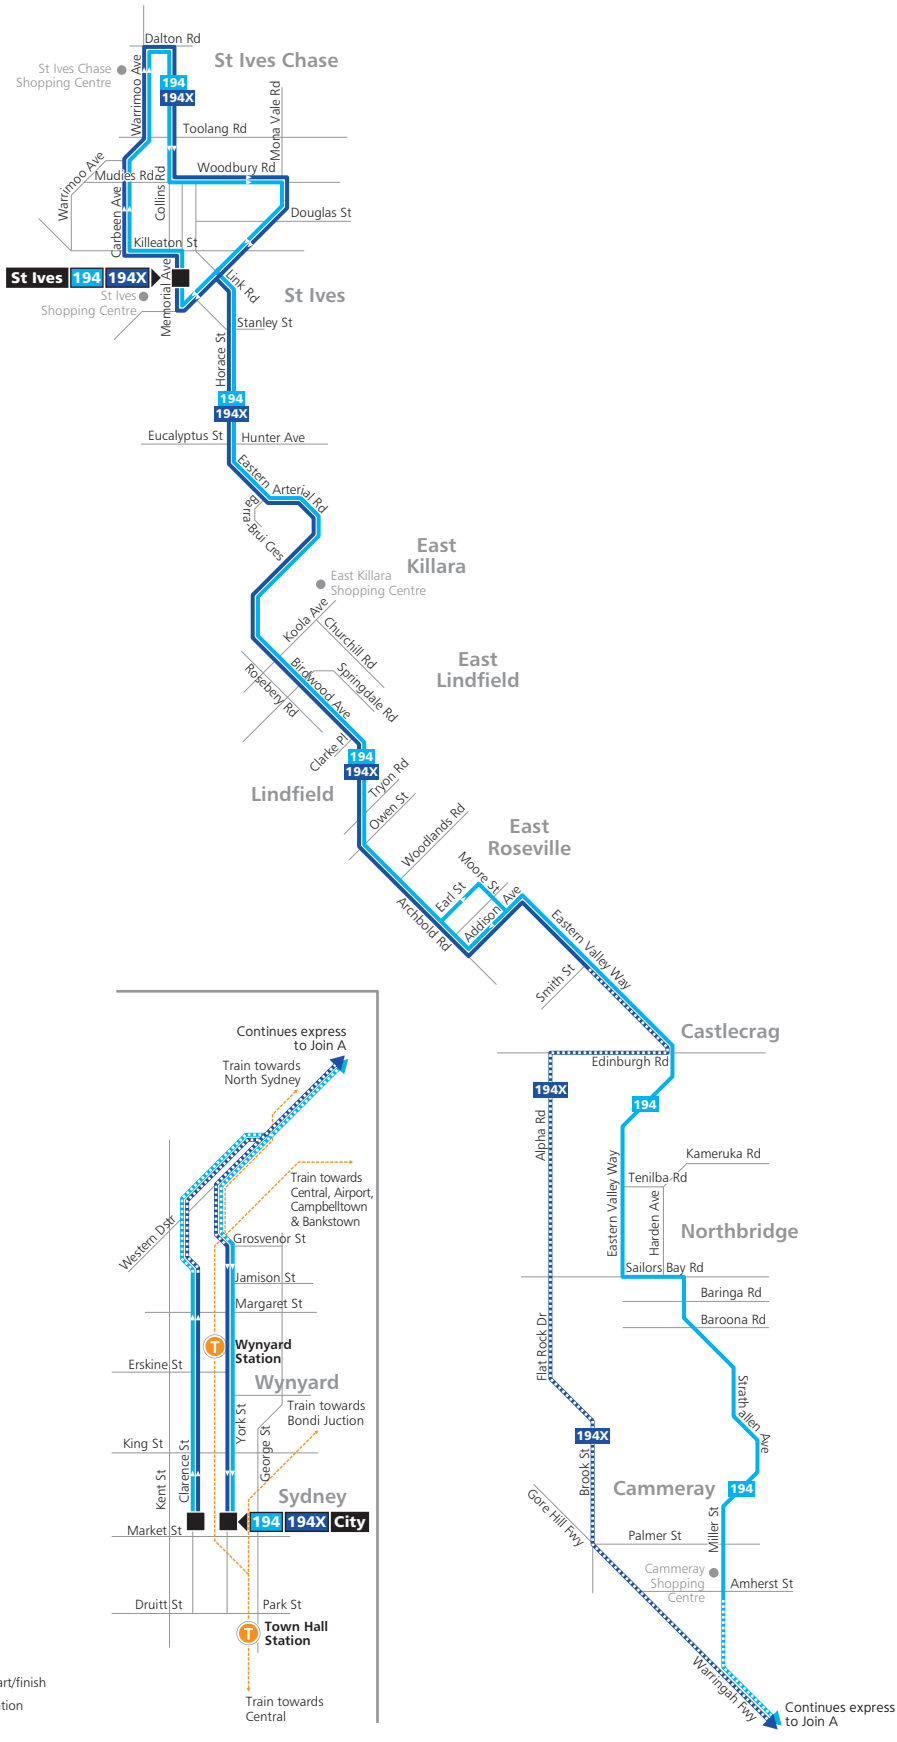 Dalton Rd
St Ives Chase
St Ives Chase
Shopping Centre
Warrimoo Ave
194
194X
Mona Vale Rd
Toolang Rd
Woodbury Rd
Warrimoo Ave
Mudies Rd
Collins Rd
Carbeen Ave
Douglas St
Killeaton St
St Ives 194 194X
Memorial Ave
Link Rd
St Ives
St Ives
Shopping Centre
Stanley St
Horace St
194
194X
Eucalyptus St
Hunter Ave
Eastern Arterial Rd
Barra-Brui Cres
East
Killara
East Killara
Shopping Centre
Koola Ave
Churchill Rd
East
Lindfield
Rosebery Rd
Birdwood Ave
Springdale Rd
Clarke Pl
194
194X
Tryon Rd
Lindfield
Owen St
Woodlands Rd
East
Roseville
Moore St
Earl St
Archbold Rd
Addison Ave
Eastern Valley Way
Smith St
Castlecrag
Edinburgh Rd
194X
194
Alpha Rd
Kameruka Rd
Tenilba Rd
Eastern Valley Way
Harden Ave
Northbridge
Sailors Bay Rd
Baringa Rd
Baroona Rd
Flat Rock Dr
Strathallen Ave
194X
Brook St
Cammeray
194
Gore Hill Fwy
Miller St
Palmer St
Cammeray
Shopping
Centre
Amherst St
Warringah Fwy
Continues express
to Join A
Continues express
to Join A
Train towards
North Sydney
Train towards
Central, Airport,
Campbelltown
& Bankstown
Western Dstr
Grosvenor St
Jamison St
Margaret St
T
Wynyard
Station
Erskine St
Wynyard
Train towards
Bondi Juction
York St
George St
King St
Clarence St
Kent St
Sydney
194 194X City
Market St
Druitt St
Park St
T
Town Hall
Station
Train towards
Central
art/finish
tion